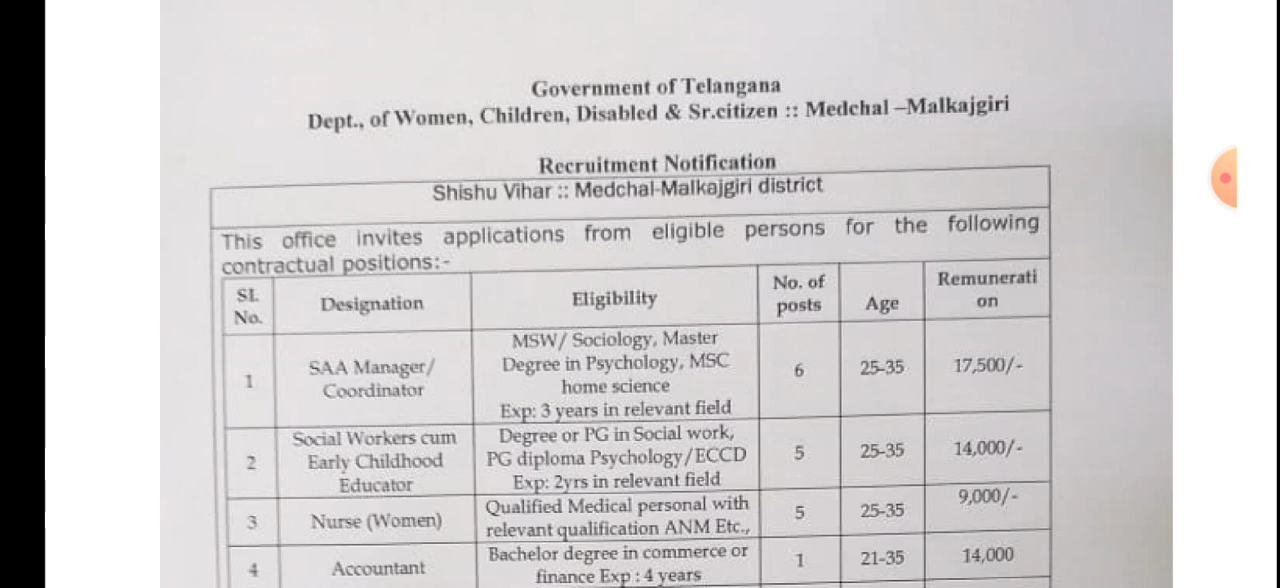 Government of Telangana
Dept., of Women, Children, Disabled & Sr.citizen :: Medchal –Malkajgiri
Recruitment Notification
Shishu Vihar :: Medchal-Malkajgiri district
This office invites applications from eligible persons for the following
contractual positions:-
SL No. Designation Eligibility No. of posts Age Remunerati on
1 SAA Manager/ Coordinator MSW/ Sociology, Master Degree in Psychology, MSC home science Exp: 3 years in relevant field 6 25-35 17,500/-
2 Social Workers cum Early Childhood Educator Degree or PG in Social work, PG diploma Psychology/ECCD Exp: 2yrs in relevant field 5 25-35 14,000/-
3 Nurse (Women) Qualified Medical personal with relevant qualification ANM Etc., 5 25-35 9,000/-
4 Accountant Bachelor degree in commerce or finance Exp : 4 years 1 21-35 14,000